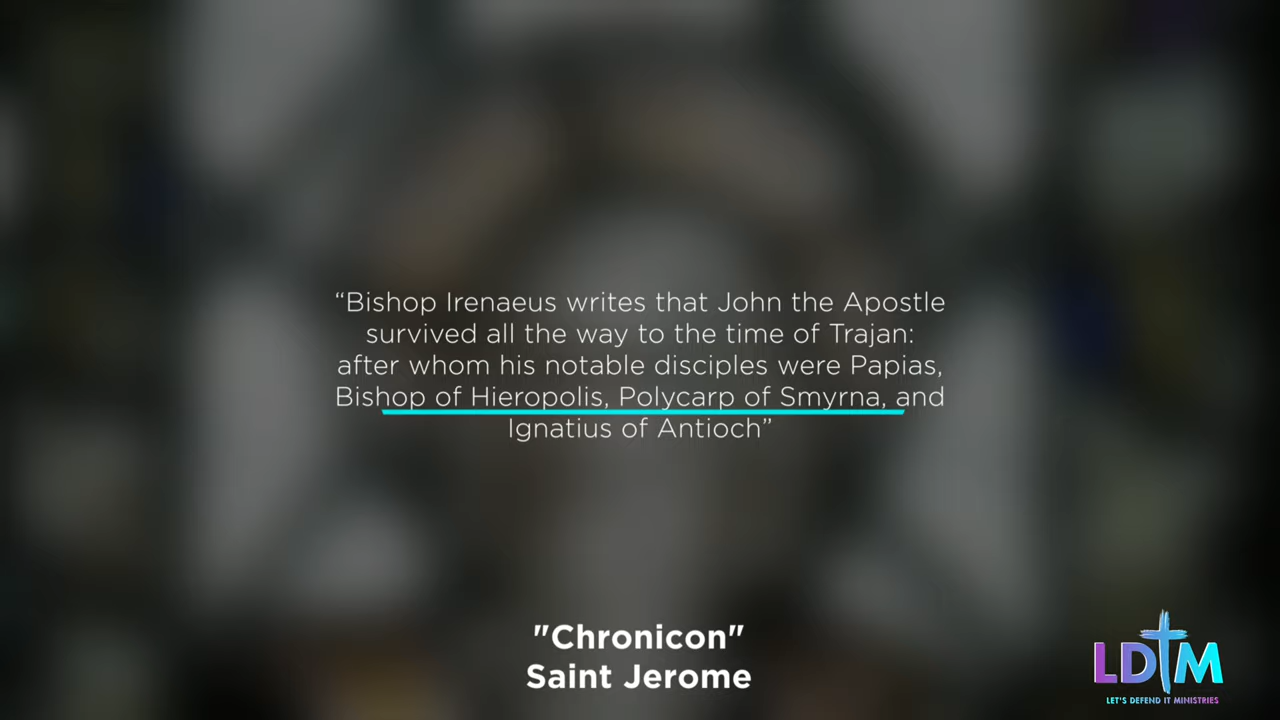 “Bishop Irenaeus writes that John the Apostle
survived all the way to the time of Trajan:
after whom his notable disciples were Papias,
Bishop of Hieropolis, Polycarp of Smyrna, and
Ignatius of Antioch”
"Chronicon"
Saint Jerome
LDTM
LET'S DEFEND IT MINISTRIES